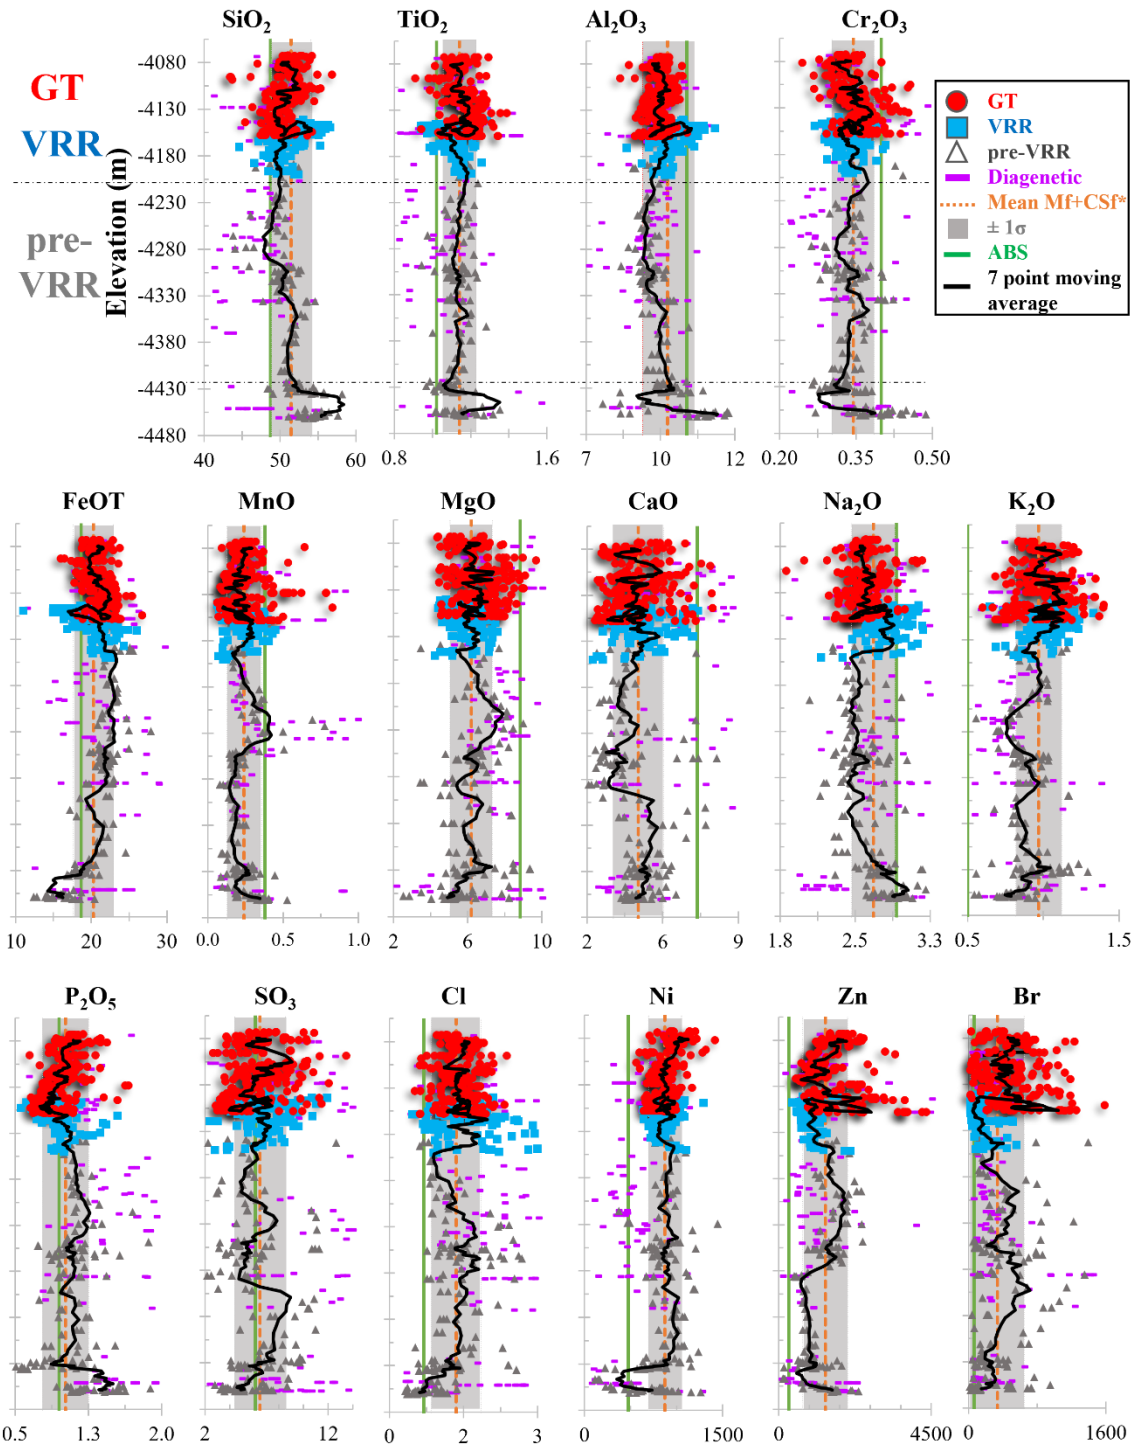 SiO2 TiO2 Al2O3 Cr2O3
GT
VRR
pre-
VRR
Elevation (m)
-4080
-4130
-4180
-4230
-4280
-4330
-4380
-4430
-4480
GT
VRR
pre-VRR
Diagenetic
Mean Mf+CSf*
± 1σ
ABS
7 point moving
average
40 50 60 0.8 1.6 7 10 12 0.20 0.35 0.50
FeOT MnO MgO CaO Na2O K2O
10 20 30 0.0 0.5 1.0 2 6 10 2 6 9 1.8 2.5 3.3 0.5 1.5
P2O5 SO3 Cl Ni Zn Br
0.5 1.3 2.0 2 12 0 2 3 0 1500 0 4500 0 1600